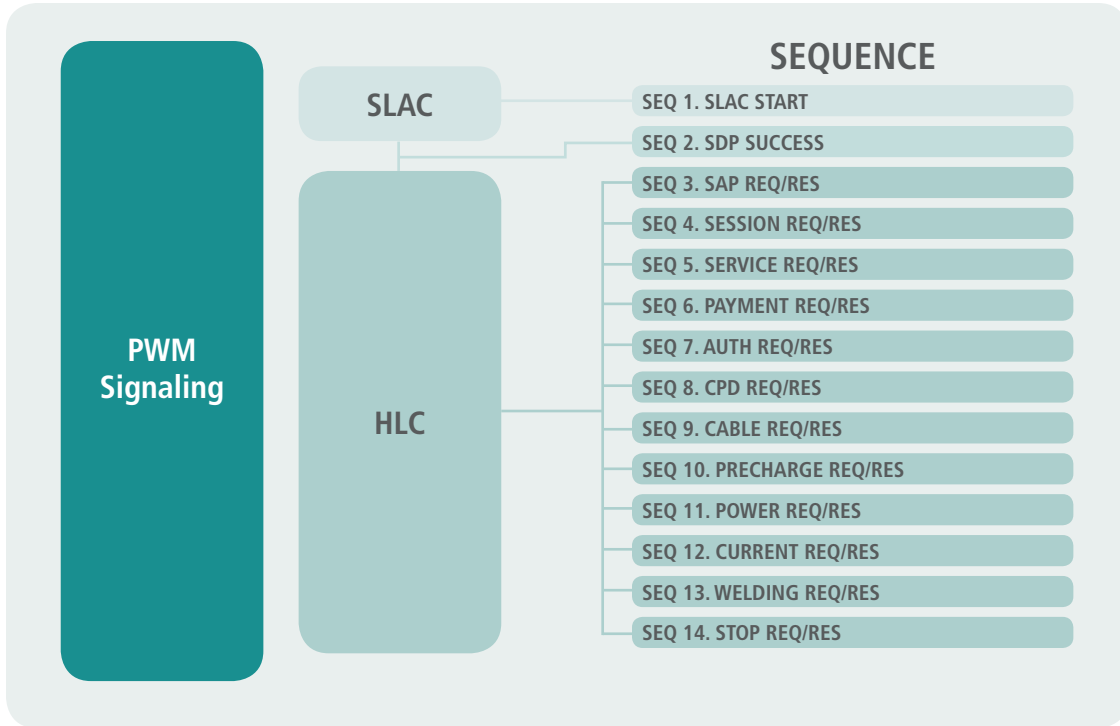 PWM
Signaling
SLAC
HLC
SEQUENCE
SEQ 1. SLAC START
SEQ 2. SDP SUCCESS
SEQ 3. SAP REQ/RES
SEQ 4. SESSION REQ/RES
SEQ 5. SERVICE REQ/RES
SEQ 6. PAYMENT REQ/RES
SEQ 7. AUTH REQ/RES
SEQ 8. CPD REQ/RES
SEQ 9. CABLE REQ/RES
SEQ 10. PRECHARGE REQ/RES
SEQ 11. POWER REQ/RES
SEQ 12. CURRENT REQ/RES
SEQ 13. WELDING REQ/RES
SEQ 14. STOP REQ/RES